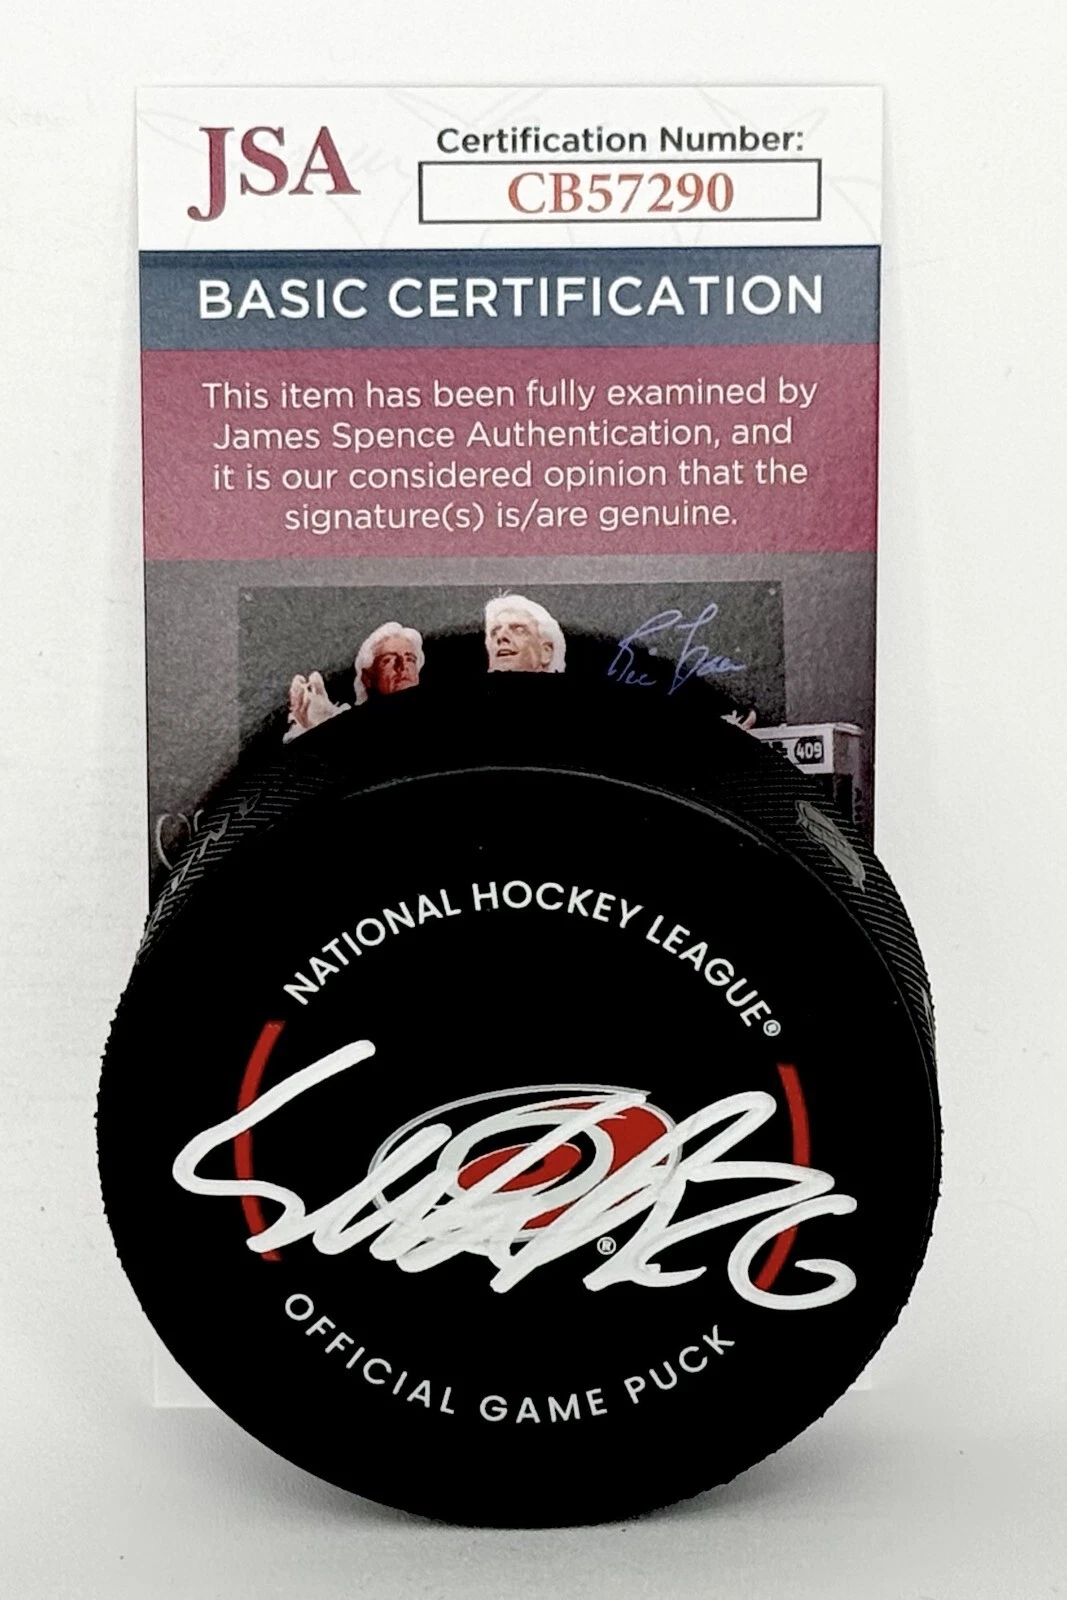 JSA
Certification Number:
CB57290
BASIC CERTIFICATION
This item has been fully examined by
James Spence Authentication, and
it is our considered opinion that the
signature(s) is/are genuine.
409
NATIONAL HOCKEY LEAGUE®
®
OFFICIAL GAME PUCK